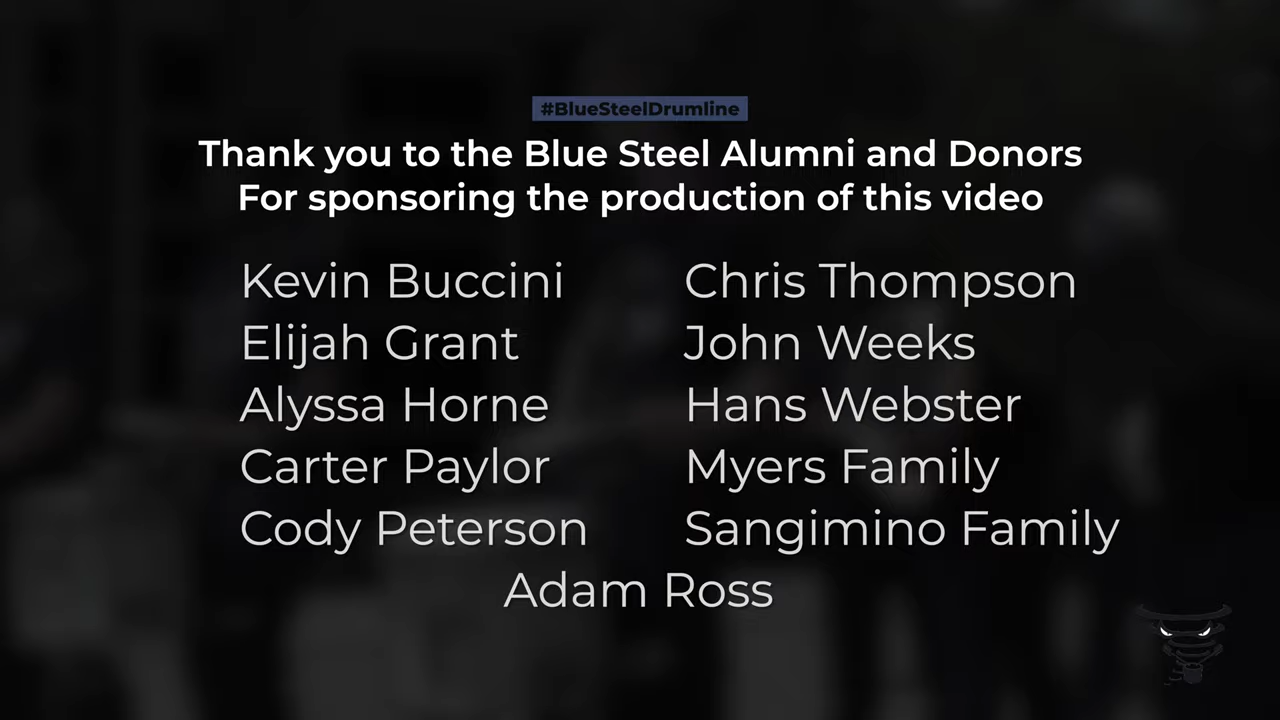 #BlueSteelDrumline
Thank you to the Blue Steel Alumni and Donors
For sponsoring the production of this video
Kevin Buccini
Elijah Grant
Alyssa Horne
Carter Paylor
Cody Peterson
Chris Thompson
John Weeks
Hans Webster
Myers Family
Sangimino Family
Adam Ross